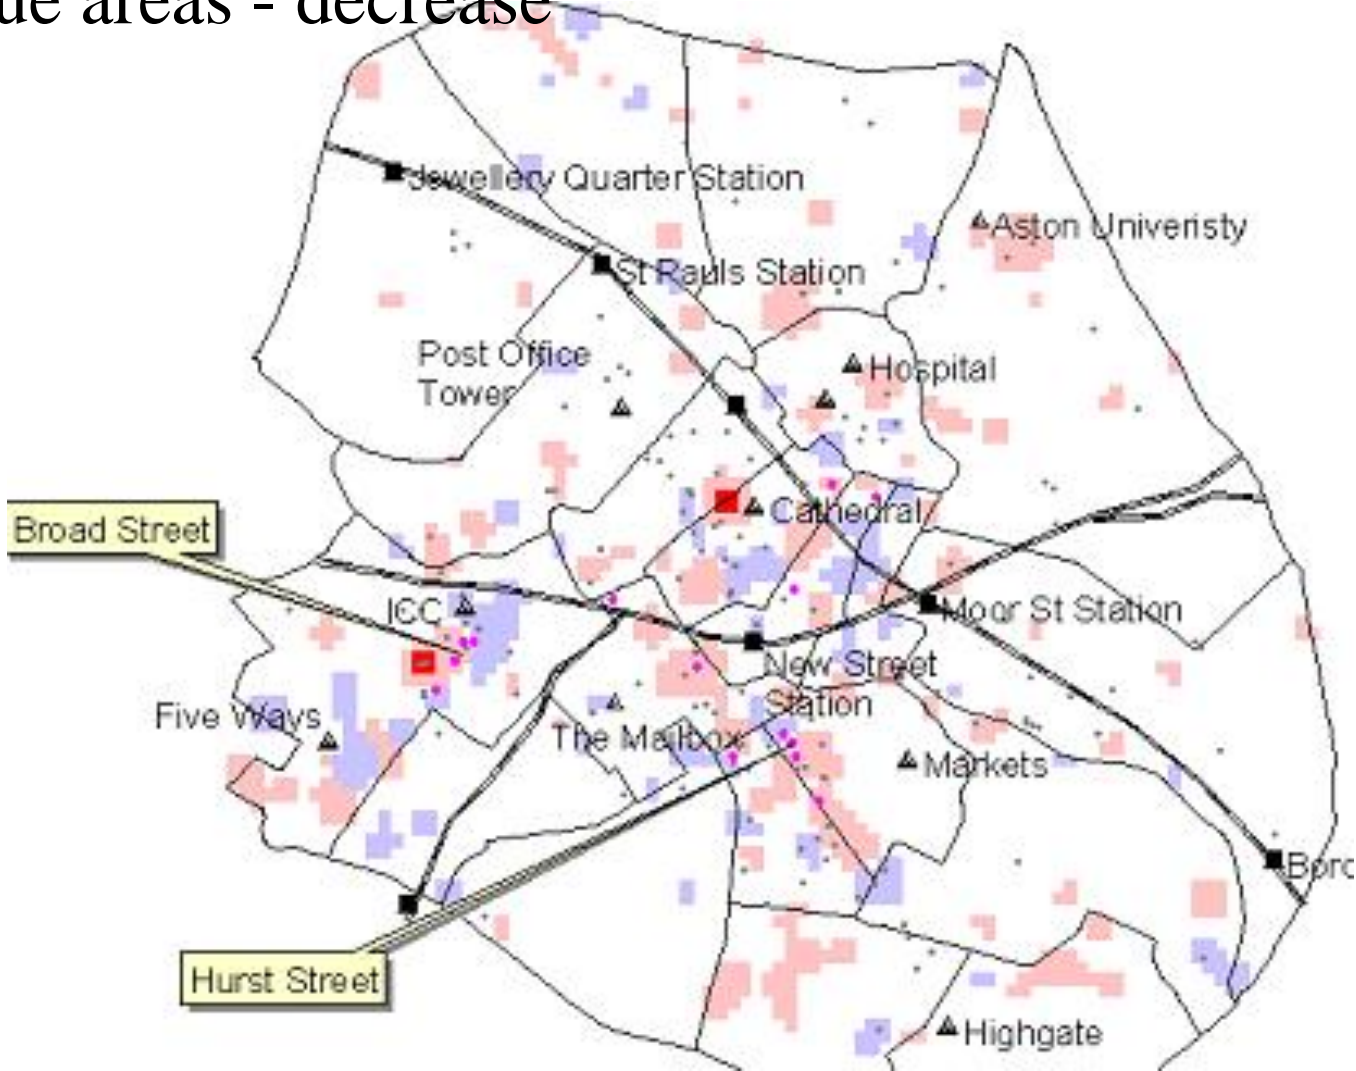 ue areas - decrease
Jewellery Quarter Station
Aston Univeristy
St Pauls Station
Post Office
Tower
Hospital
Cathedral
Broad Street
ICC
Moor St Station
New Street
Station
Five Ways
The Mailbox
Markets
Bord
Hurst Street
Highgate